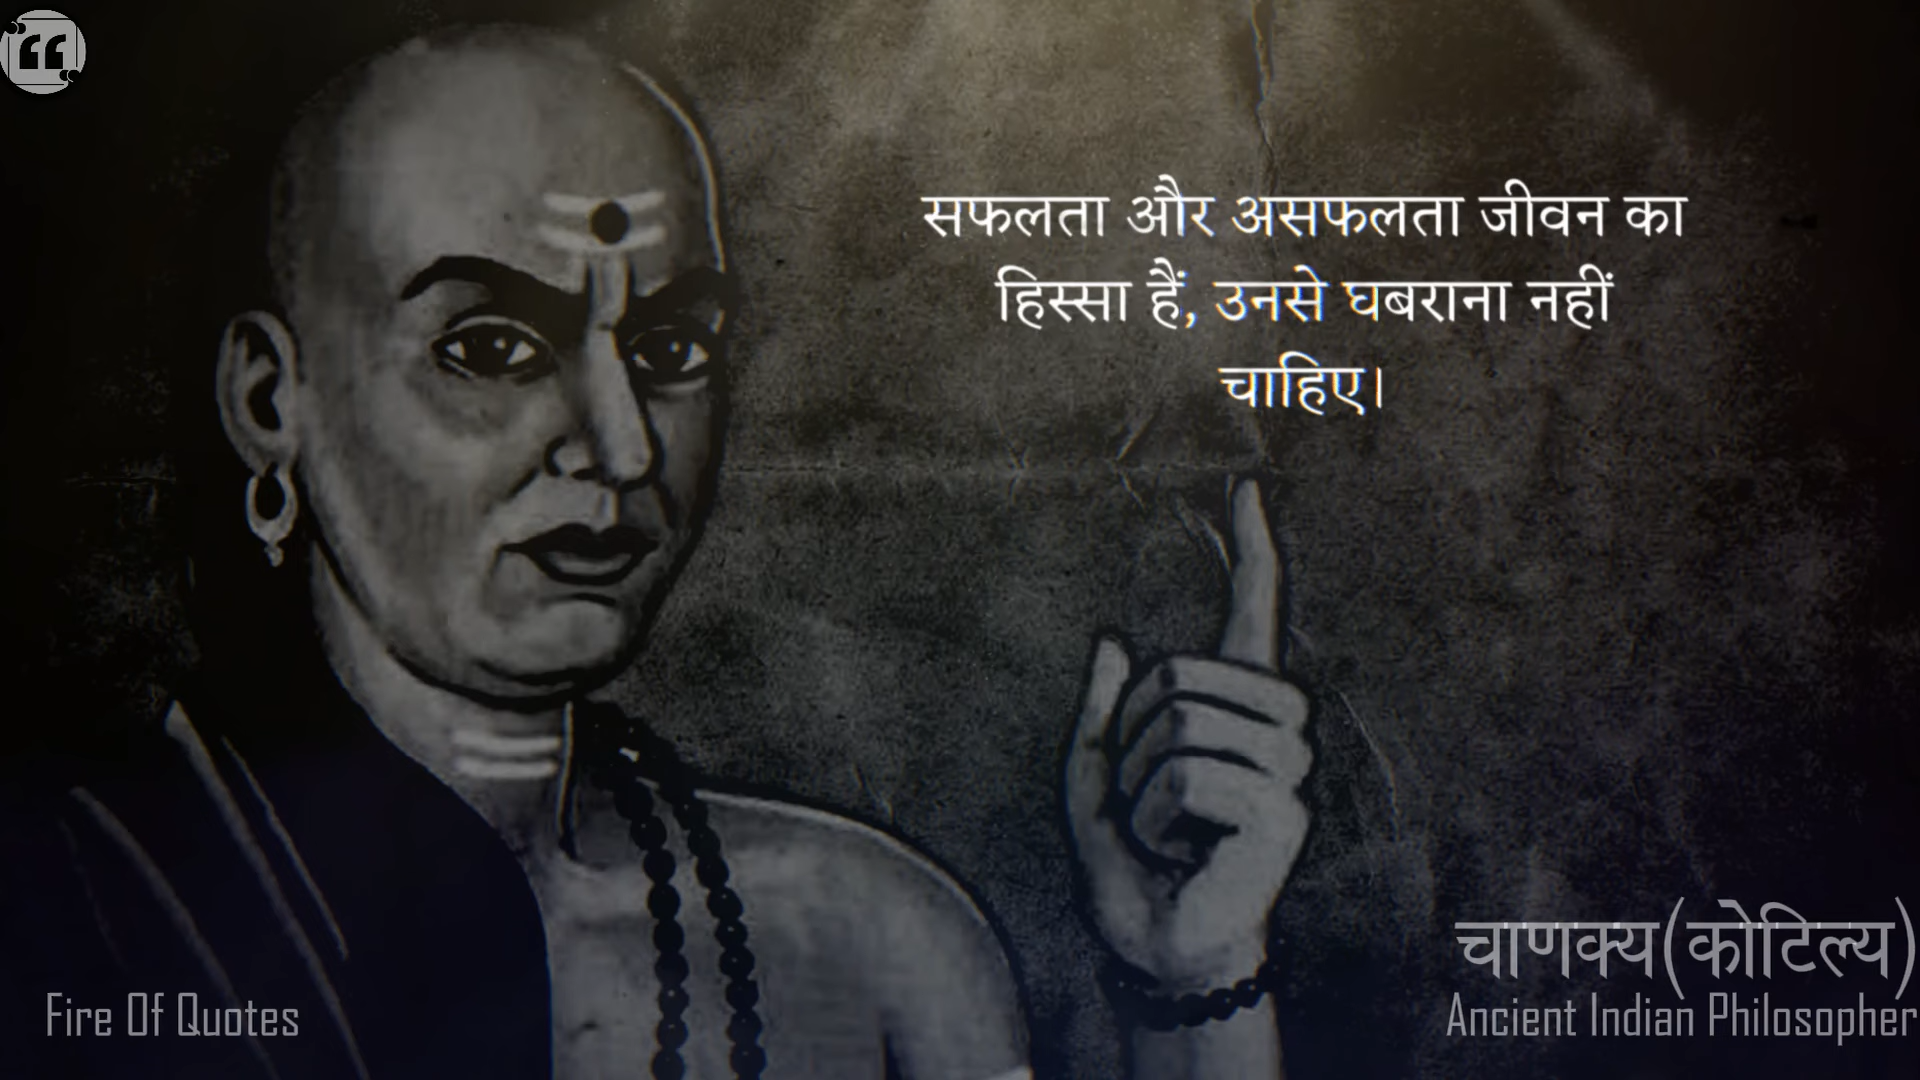 सफलता और असफलता जीवन का
हिस्सा हैं, उनसे घबराना नहीं
चाहिए।
चाणक्य(कोटिल्य)
Ancient Indian Philosopher
Fire Of Quotes